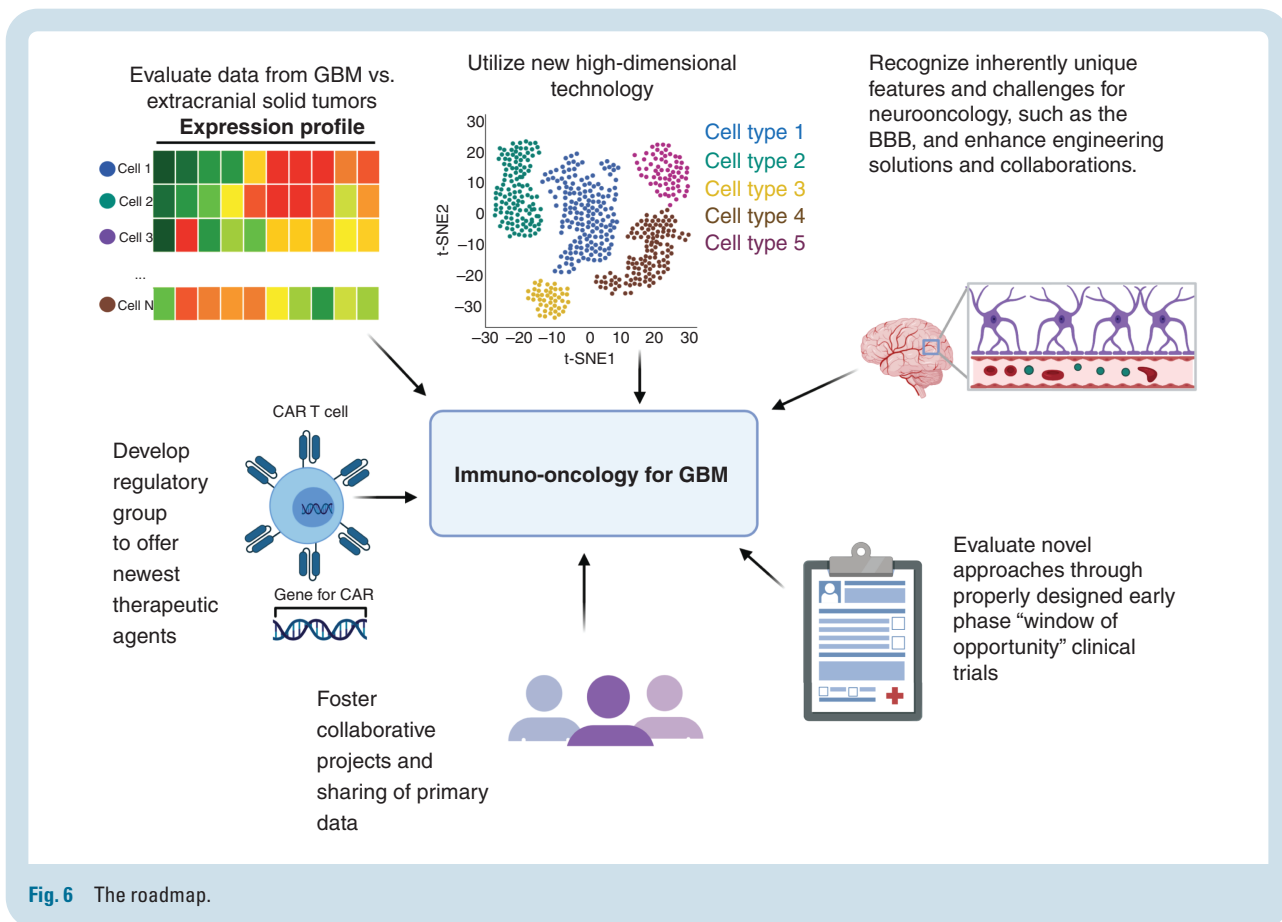 Evaluate data from GBM vs.
extracranial solid tumors
Expression profile
Cell 1
Cell 2
Cell 3
...
Cell N
Utilize new high-dimensional
technology
30
20
10
0
–10
–20
–30
t-SNE2
–30 –20 –10 0 10 20 30
t-SNE1
Cell type 1
Cell type 2
Cell type 3
Cell type 4
Cell type 5
Recognize inherently unique
features and challenges for
neurooncology, such as the
BBB, and enhance engineering
solutions and collaborations.
Develop
regulatory
group
to offer
newest
therapeutic
agents
CAR T cell
Gene for CAR
Immuno-oncology for GBM
Evaluate novel
approaches through
properly designed early
phase “window of
opportunity” clinical
trials
Foster
collaborative
projects and
sharing of primary
data
Fig. 6 The roadmap.